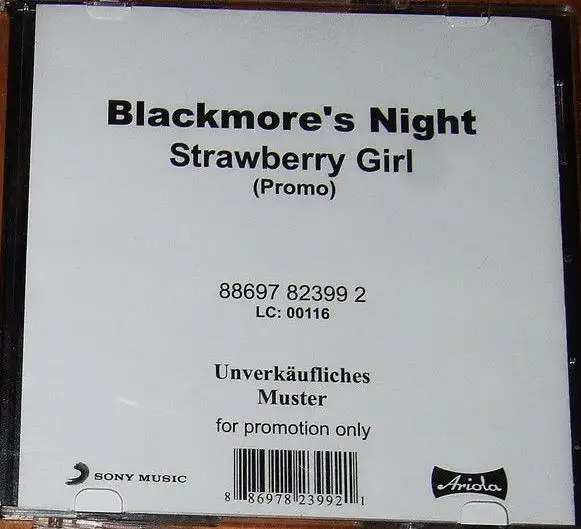 Blackmore's Night
Strawberry Girl
(Promo)
88697 82399 2
LC: 00116
Unverkäufliches
Muster
for promotion only
SONY MUSIC
8 86978 23992 1
Ariola